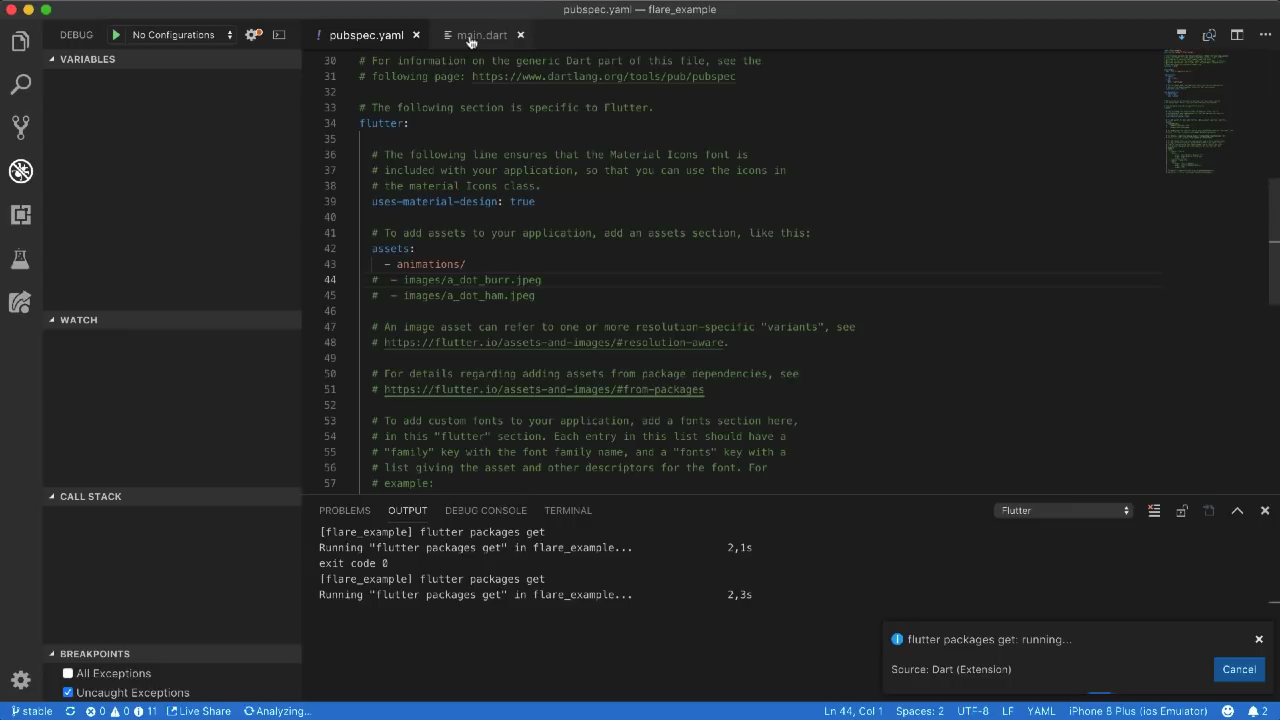 pubspec.yaml — flare_example
DEBUG No Configurations
! pubspec.yaml × main.dart ×
VARIABLES
WATCH
CALL STACK
BREAKPOINTS
All Exceptions
Uncaught Exceptions
30 # For information on the generic Dart part of this file, see the
31 # following page: https://www.dartlang.org/tools/pub/pubspec
32
33 # The following section is specific to Flutter.
34 flutter:
35
36 # The following line ensures that the Material Icons font is
37 # included with your application, so that you can use the icons in
38 # the material Icons class.
39 uses-material-design: true
40
41 # To add assets to your application, add an assets section, like this:
42 assets:
43 - animations/
44 # - images/a_dot_burr.jpeg
45 # - images/a_dot_ham.jpeg
46
47 # An image asset can refer to one or more resolution-specific "variants", see
48 # https://flutter.io/assets-and-images/#resolution-aware.
49
50 # For details regarding adding assets from package dependencies, see
51 # https://flutter.io/assets-and-images/#from-packages
52
53 # To add custom fonts to your application, add a fonts section here,
54 # in this "flutter" section. Each entry in this list should have a
55 # "family" key with the font family name, and a "fonts" key with a
56 # list giving the asset and other descriptors for the font. For
57 # example:
PROBLEMS OUTPUT DEBUG CONSOLE TERMINAL Flutter
[flare_example] flutter packages get
Running "flutter packages get" in flare_example... 2,1s
exit code 0
[flare_example] flutter packages get
Running "flutter packages get" in flare_example... 2,3s
flutter packages get: running...
Source: Dart (Extension) Cancel
stable 0 0 11 Live Share Analyzing... Ln 44, Col 1 Spaces: 2 UTF-8 LF YAML iPhone 8 Plus (ios Emulator) 2